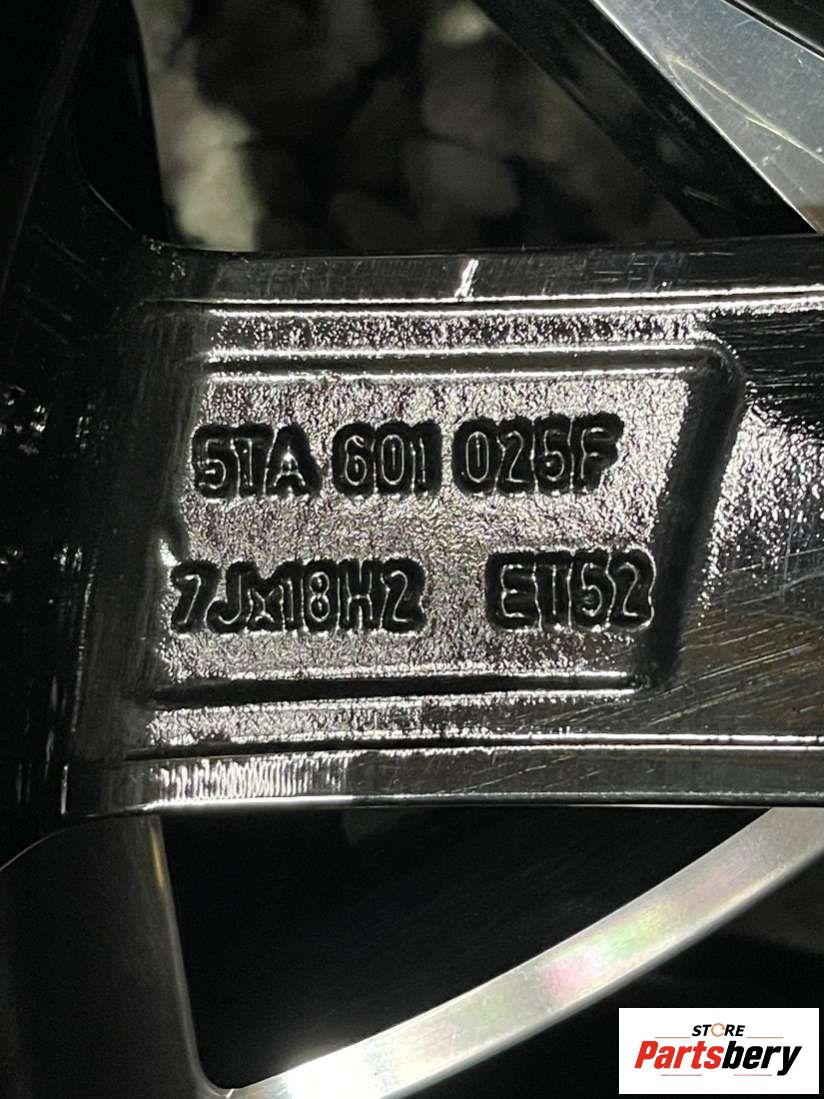 5TA 601 025F
7Jx18H2 ET52
STORE
Partsbery